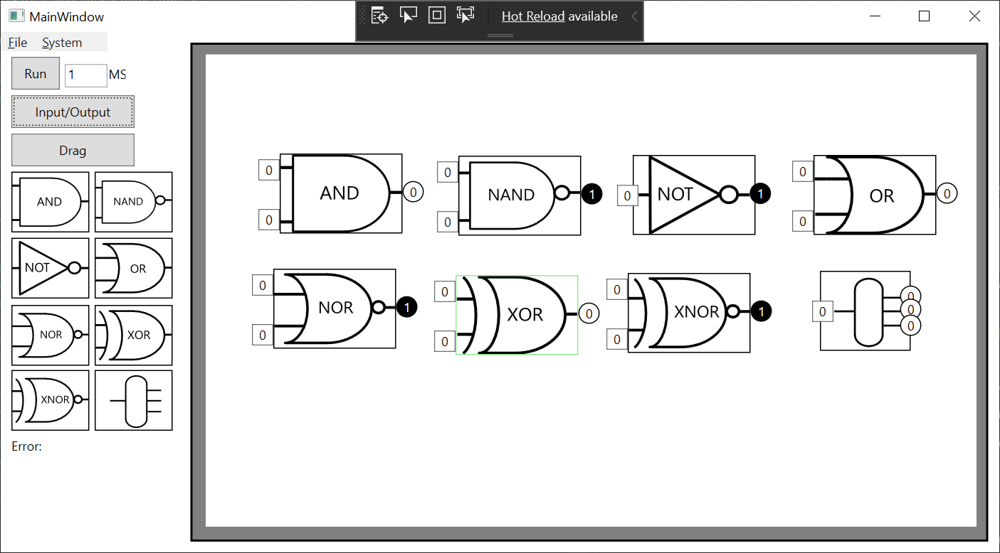 MainWindow
Hot Reload available
File System
Run 1 MS
Input/Output
Drag
AND NAND
NOT OR
NOR XOR
XNOR
Error:
0 0 AND 0
0 0 NAND 1
0 NOT 1
0 0 OR 0
0 0 NOR 1
0 0 XOR 0
0 0 XNOR 1
0 0 0 0